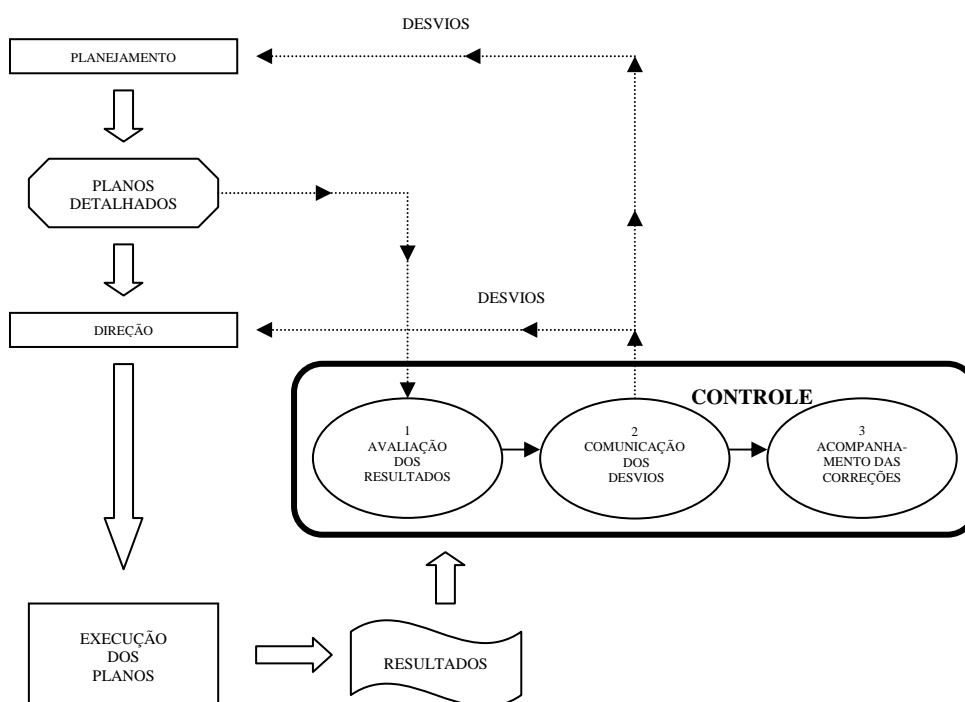 DESVIOS
PLANEJAMENTO
PLANOS
DETALHADOS
DESVIOS
DIREÇÃO
CONTROLE
1
AVALIAÇÃO
DOS
RESULTADOS
2
COMUNICAÇÃO
DOS
DESVIOS
3
ACOMPANHA-
MENTO DAS
CORREÇÕES
EXECUÇÃO
DOS
PLANOS
RESULTADOS